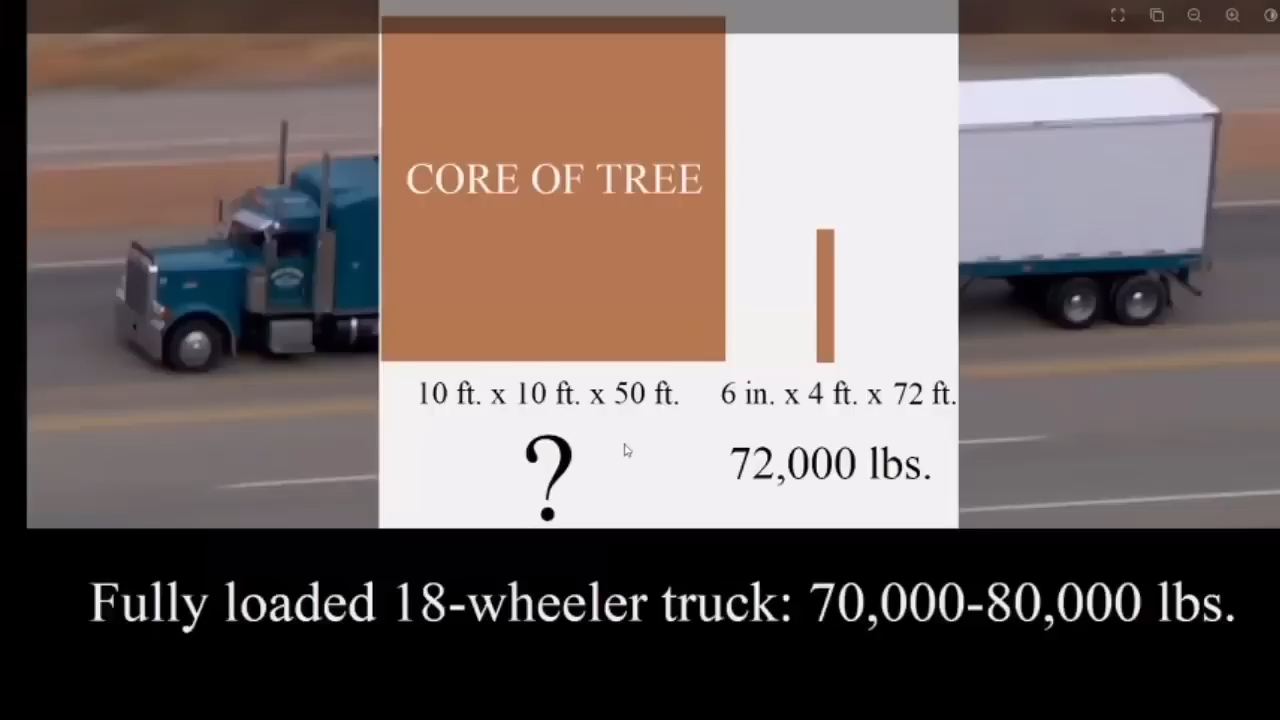 CORE OF TREE
10 ft. x 10 ft. x 50 ft.
6 in. x 4 ft. x 72 ft.
?
72,000 lbs.
Fully loaded 18-wheeler truck: 70,000-80,000 lbs.